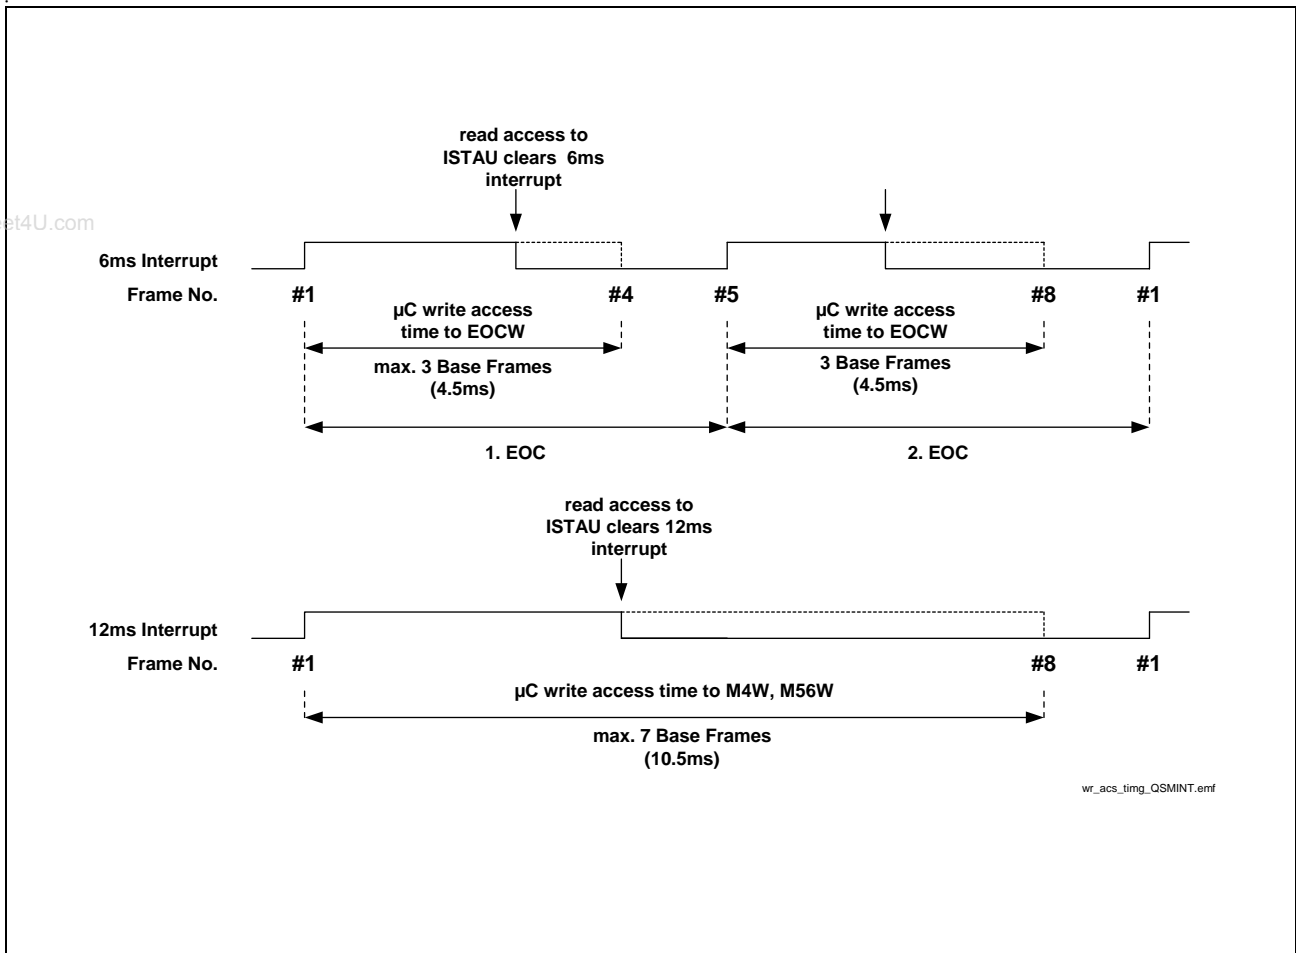 read access to
ISTAU clears 6ms
interrupt
et4U.com
6ms Interrupt
Frame No. #1 #4 #5 #8 #1
µC write access
time to EOCW
µC write access
time to EOCW
max. 3 Base Frames
(4.5ms)
3 Base Frames
(4.5ms)
1. EOC 2. EOC
read access to
ISTAU clears 12ms
interrupt
12ms Interrupt
Frame No. #1 #8 #1
µC write access time to M4W, M56W
max. 7 Base Frames
(10.5ms)
wr_acs_timg_QSMINT.emf